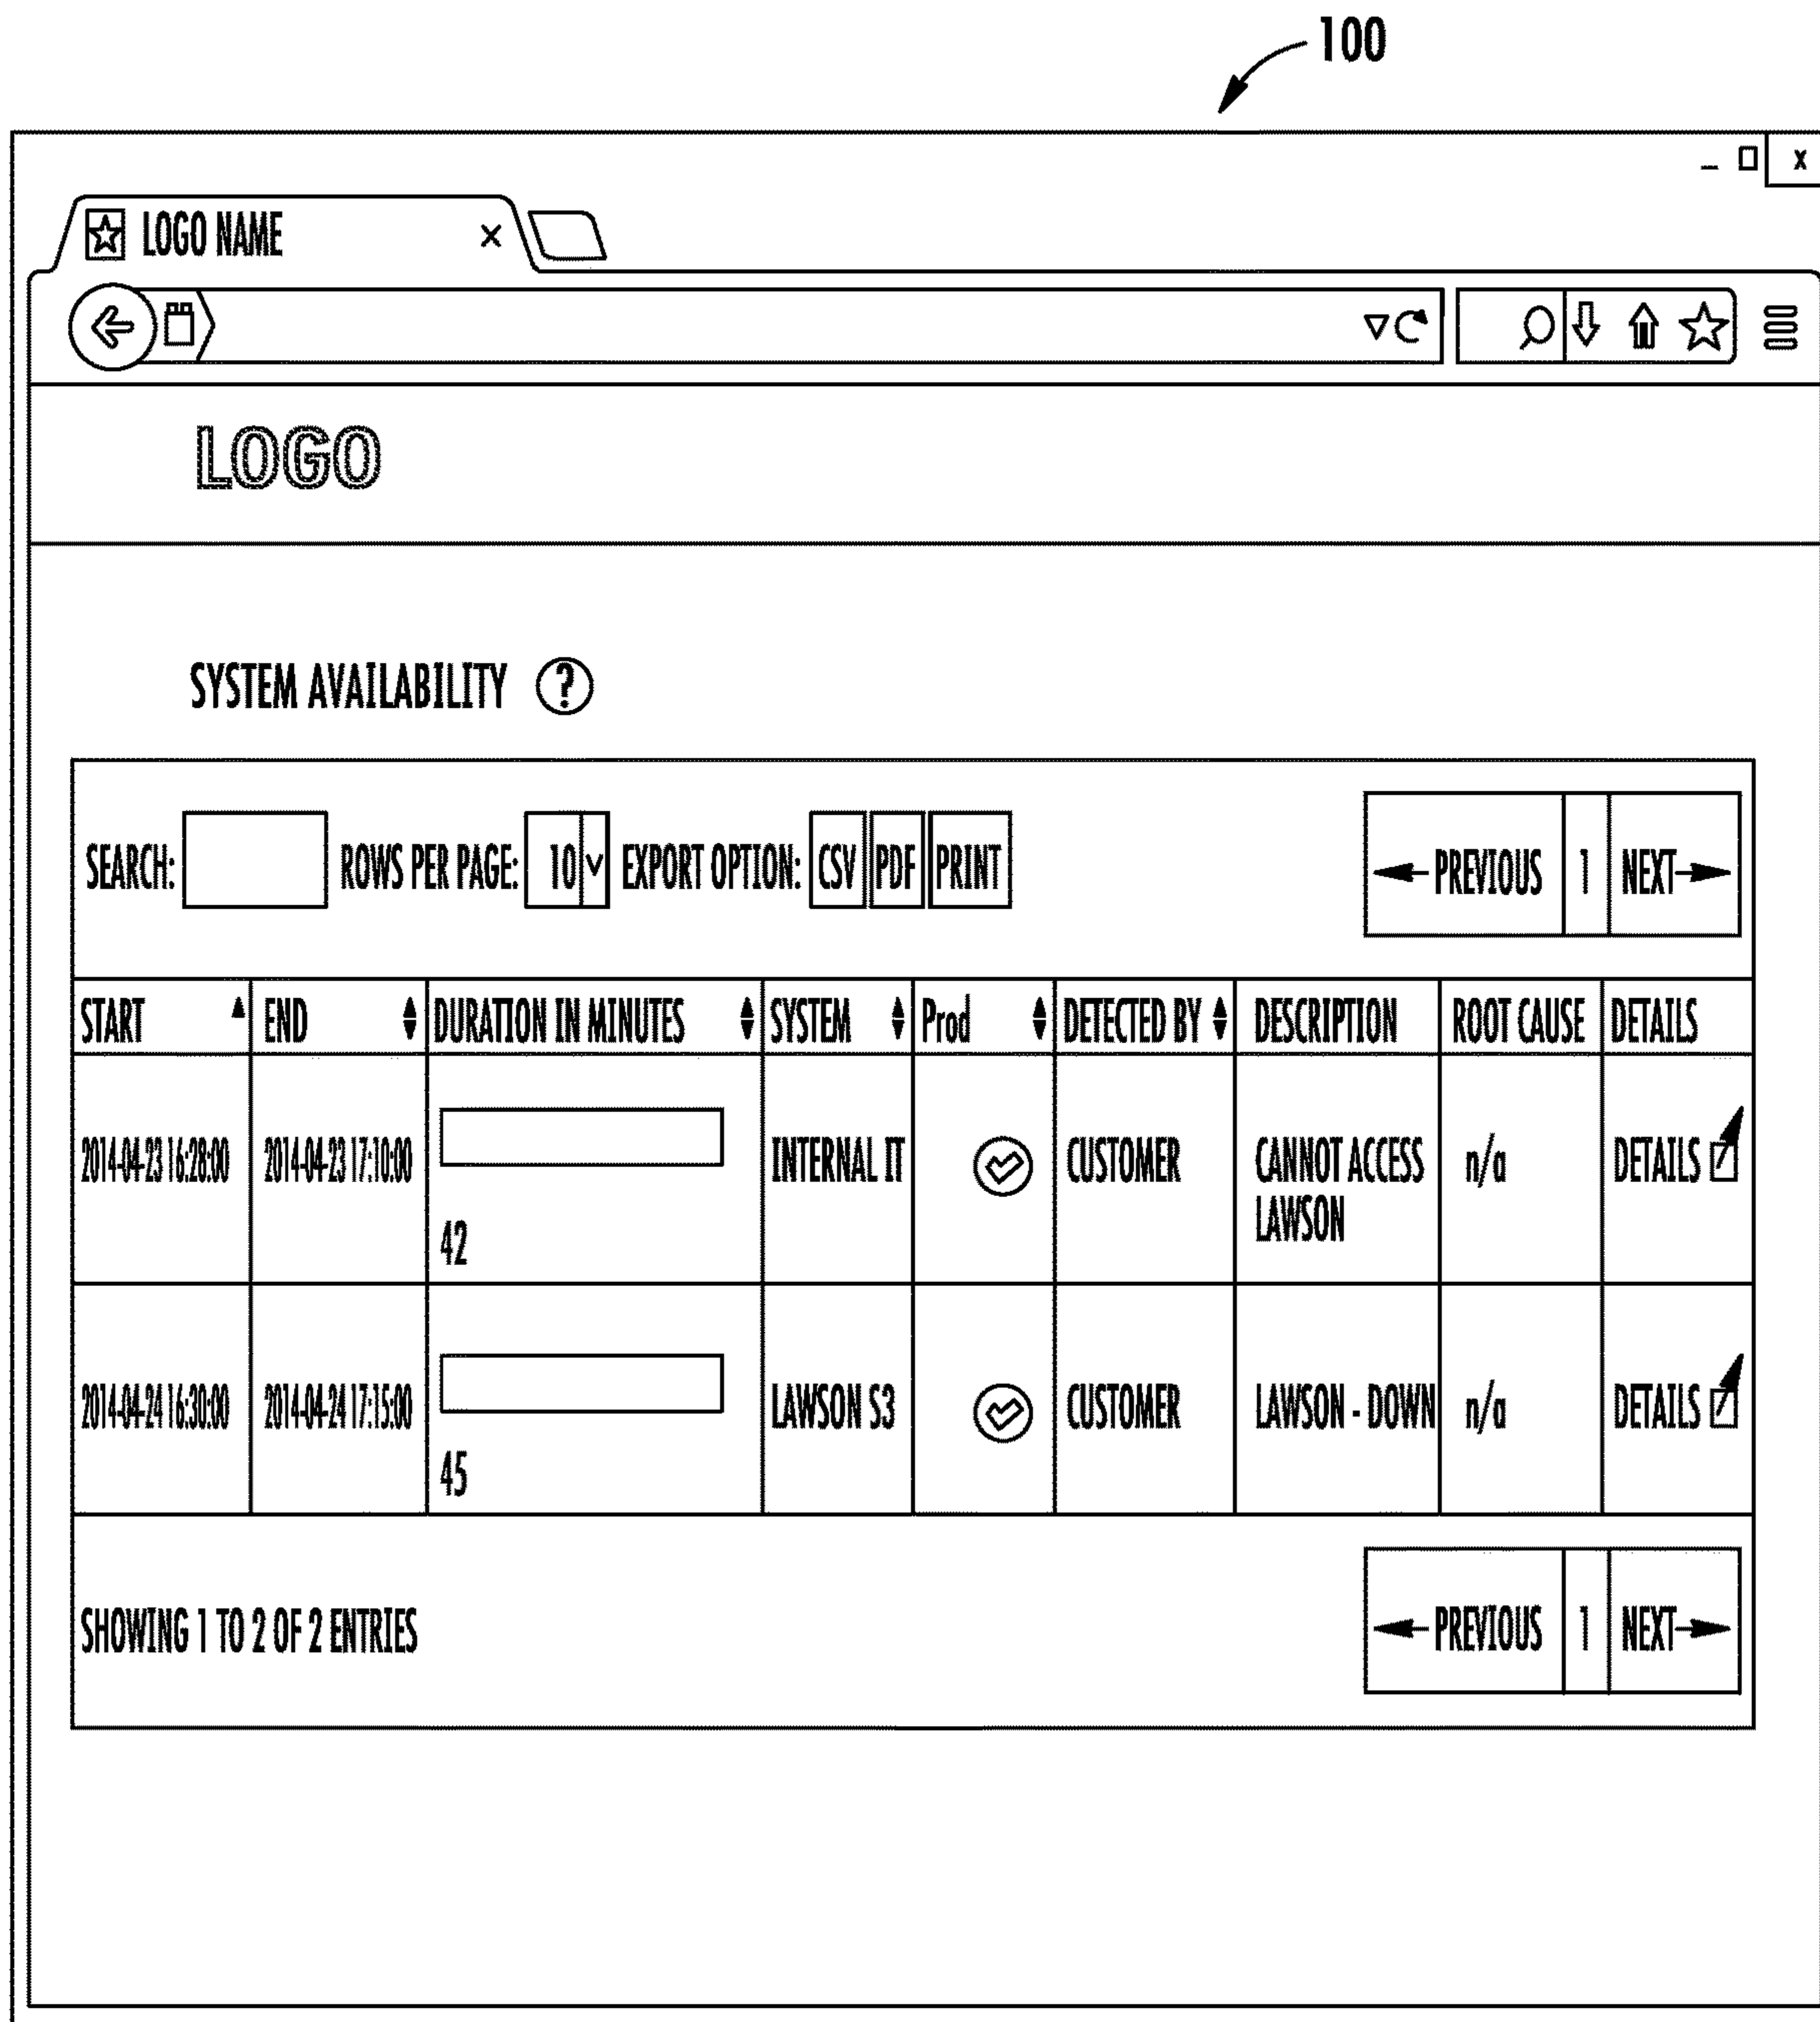 100
LOGO NAME
LOGO
SYSTEM AVAILABILITY ?
SEARCH: ROWS PER PAGE: 10 EXPORT OPTION: CSV PDF PRINT PREVIOUS 1 NEXT
START END DURATION IN MINUTES SYSTEM Prod DETECTED BY DESCRIPTION ROOT CAUSE DETAILS
2014-04-23 16:28:00 2014-04-23 17:10:00 INTERNAL IT CUSTOMER CANNOT ACCESS n/a DETAILS
LAWSON
42
2014-04-24 16:30:00 2014-04-24 17:15:00 LAWSON S3 CUSTOMER LAWSON - DOWN n/a DETAILS
45
SHOWING 1 TO 2 OF 2 ENTRIES PREVIOUS 1 NEXT